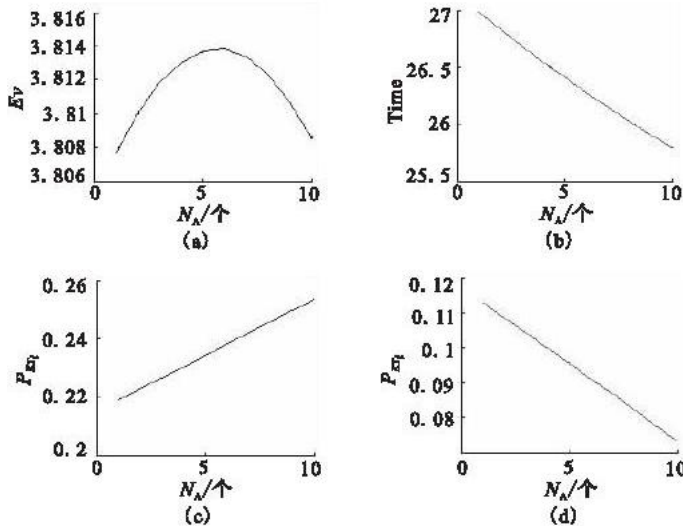 3.816
3.814
3.812
3.81
3.808
3.806
Ev
0 5 10
N_A/个
(a)
27
26.5
26
25.5
Time
0 5 10
N_A/个
(b)
0.26
0.24
0.22
0.2
0 5 10
N_A/个
(c)
0.12
0.11
0.1
0.09
0.08
0 5 10
N_A/个
(d)